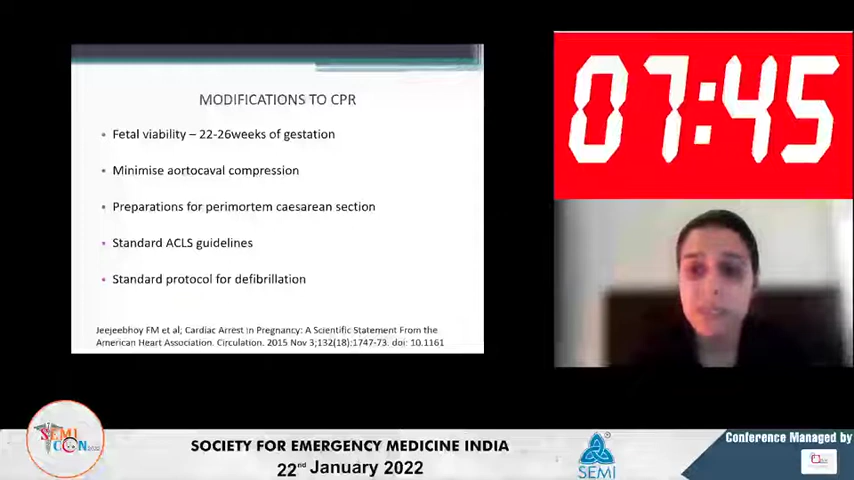 MODIFICATIONS TO CPR
• Fetal viability – 22-26weeks of gestation
• Minimise aortocaval compression
• Preparations for perimortem caesarean section
• Standard ACLS guidelines
• Standard protocol for defibrillation
Jeejeebhoy FM et al; Cardiac Arrest in Pregnancy: A Scientific Statement From the
American Heart Association. Circulation. 2015 Nov 3;132(18):1747-73. doi: 10.1161
07:45
SEMI
CON2022
SOCIETY FOR EMERGENCY MEDICINE INDIA
22nd January 2022
SEMI
Conference Managed by